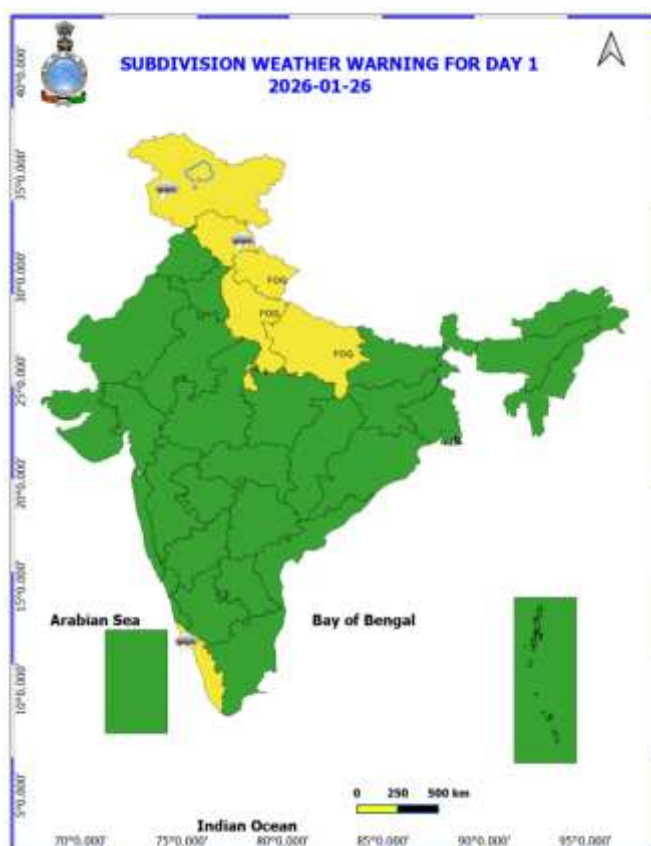 SUBDIVISION WEATHER WARNING FOR DAY 1
2026-01-26
40°0.000'
35°0.000'
30°0.000'
25°0.000'
20°0.000'
15°0.000'
10°0.000'
5°0.000'
FOG
FOG
FOG
Arabian Sea
Bay of Bengal
0 250 500 km
Indian Ocean
70°0.000' 75°0.000' 80°0.000' 85°0.000' 90°0.000' 95°0.000'